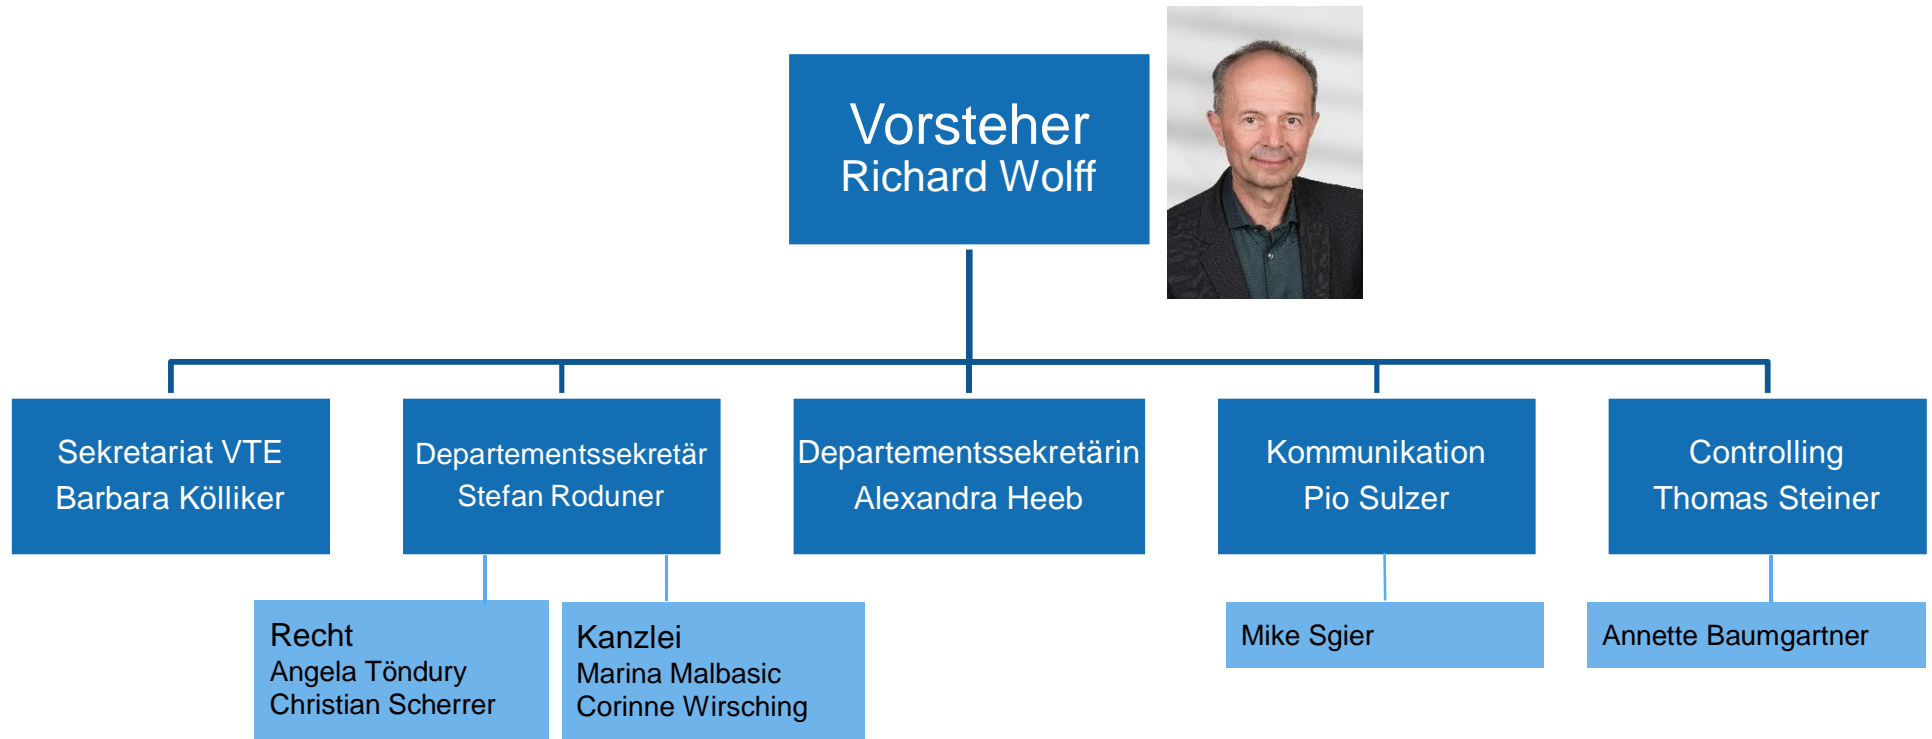 Vorsteher
Richard Wolff
Sekretariat VTE
Barbara Kölliker
Departementssekretär
Stefan Roduner
Departementssekretärin
Alexandra Heeb
Kommunikation
Pio Sulzer
Controlling
Thomas Steiner
Recht
Angela Töndury
Christian Scherrer
Kanzlei
Marina Malbasic
Corinne Wirsching
Mike Sgier
Annette Baumgartner